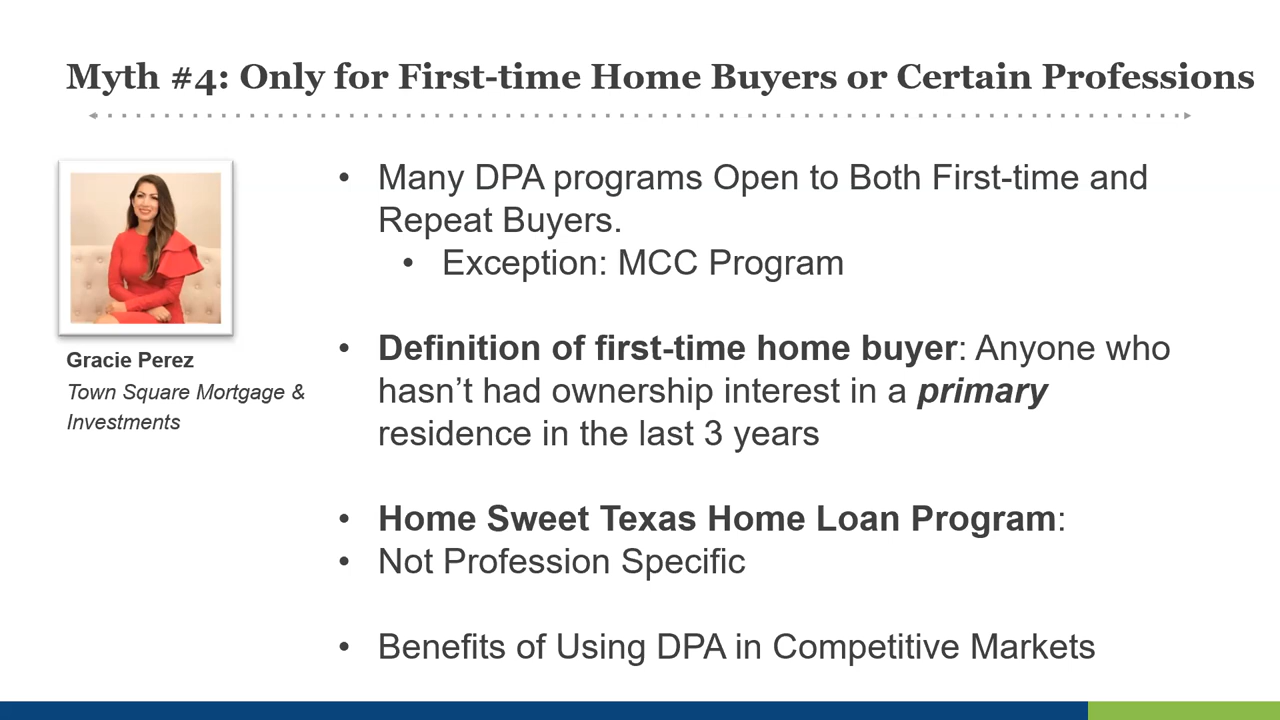 Myth #4: Only for First-time Home Buyers or Certain Professions
Gracie Perez
Town Square Mortgage &
Investments
• Many DPA programs Open to Both First-time and
Repeat Buyers.
• Exception: MCC Program
• Definition of first-time home buyer: Anyone who
hasn’t had ownership interest in a primary
residence in the last 3 years
• Home Sweet Texas Home Loan Program:
• Not Profession Specific
• Benefits of Using DPA in Competitive Markets